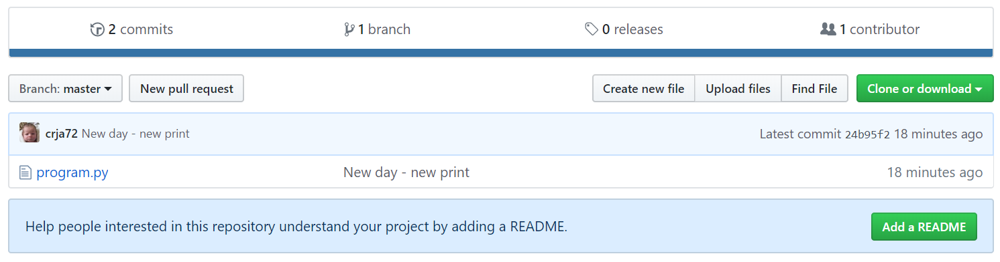 2 commits 1 branch 0 releases 1 contributor
Branch: master New pull request Create new file Upload files Find File Clone or download
crja72 New day - new print Latest commit 24b95f2 18 minutes ago
program.py New day - new print 18 minutes ago
Help people interested in this repository understand your project by adding a README. Add a README